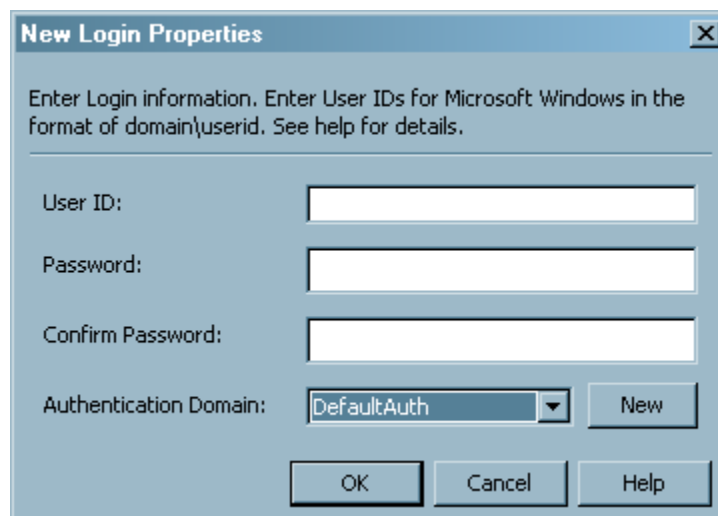 New Login Properties
Enter Login information. Enter User IDs for Microsoft Windows in the
format of domain\userid. See help for details.
User ID:
Password:
Confirm Password:
Authentication Domain: DefaultAuth New
OK Cancel Help